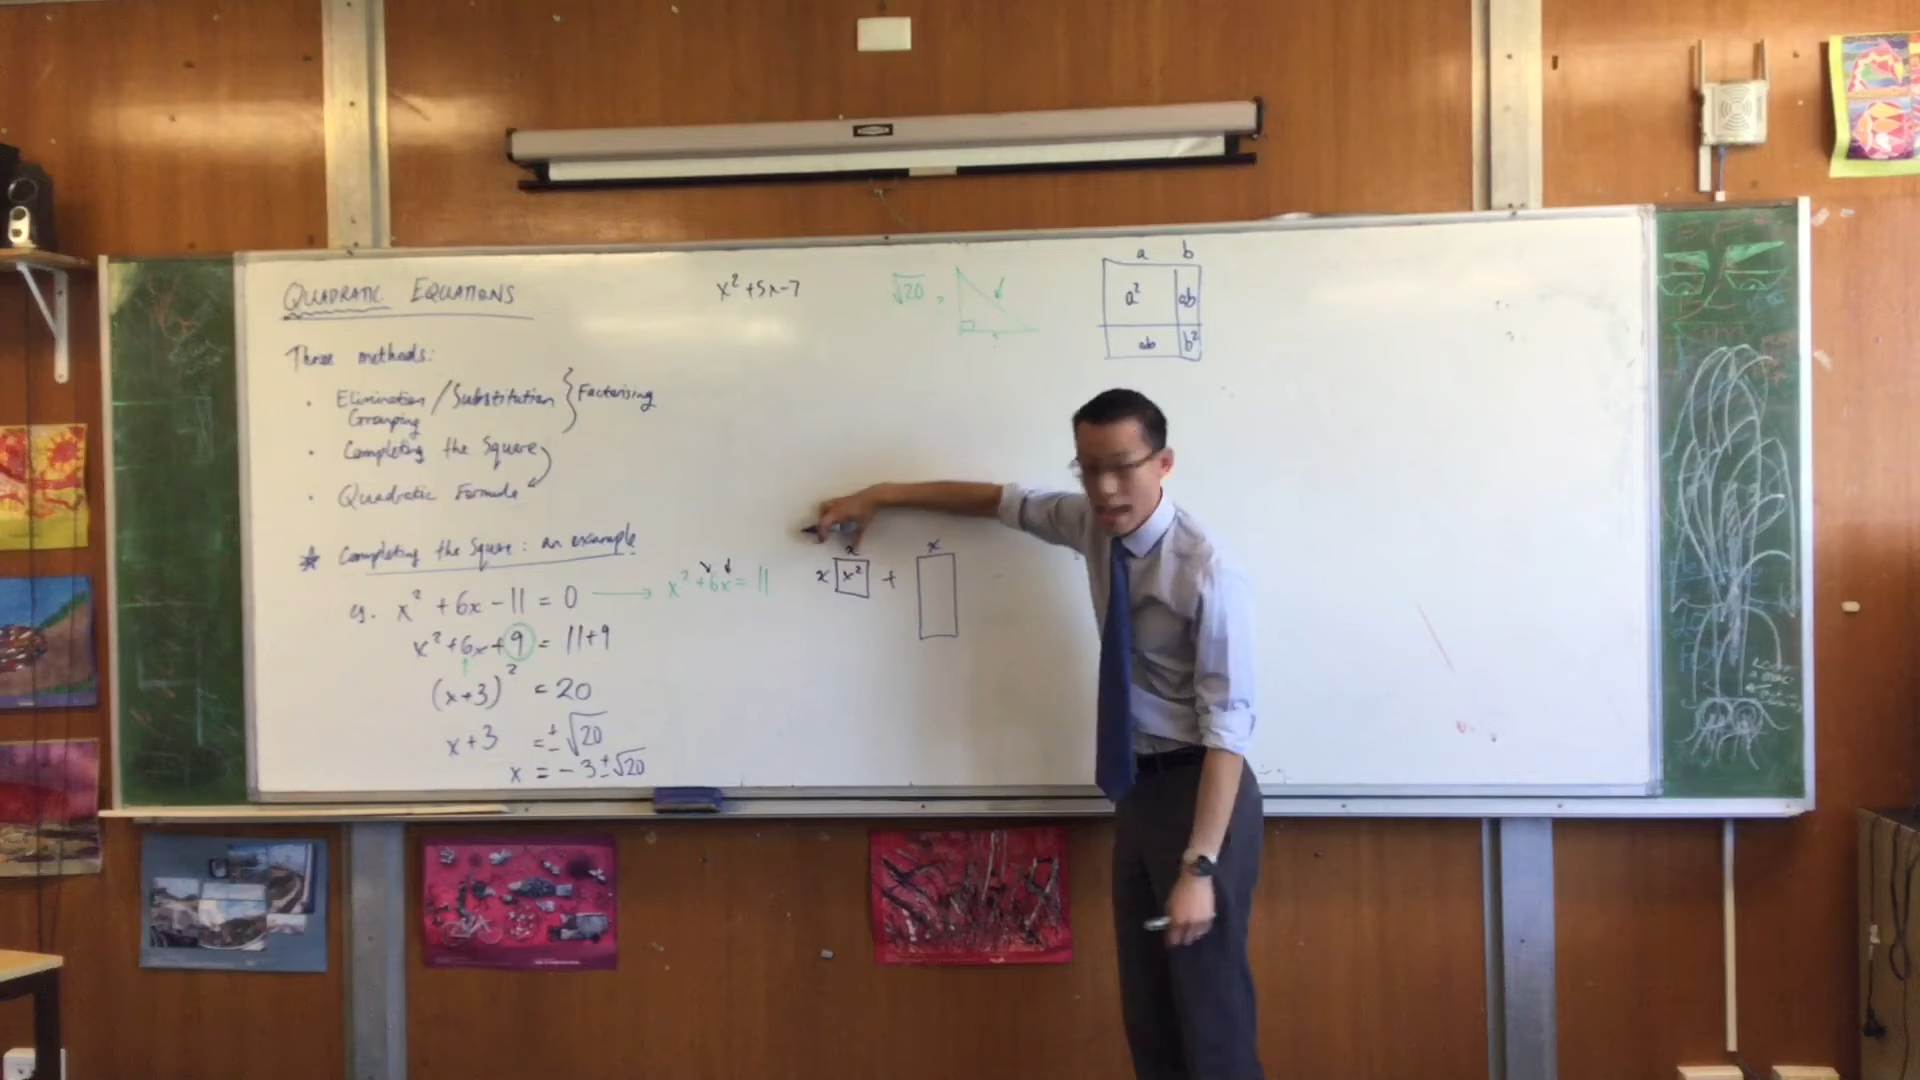 QUADRATIC EQUATIONS
Three methods:
• Elimination / Substitution } Factorising
Grouping
• Completing the Square
• Quadratic Formula
★ Completing the Square: an example
eg. x² + 6x - 11 = 0 → x² + 6x = 11
x² + 6x + 9 = 11 + 9
(x+3)² = 20
x+3 = ± √20
x = - 3 ± √20
x² + 5x - 7
√20
?
a b
a² ab
ab b²
x x
x x² +